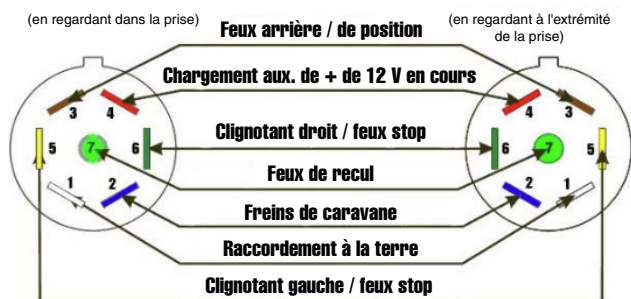 (en regardant dans la prise)
(en regardant à l'extrémité
de la prise)
Feux arrière / de position
Chargement aux. de + de 12 V en cours
3
4
4
3
Clignotant droit / feux stop
5
7
6
6
7
5
Feux de recul
1
2
2
1
Freins de caravane
Raccordement à la terre
Clignotant gauche / feux stop